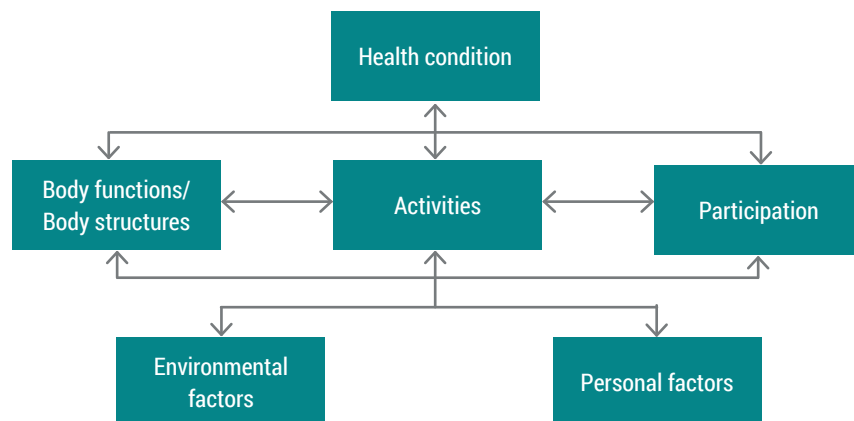 Health condition
Body functions/
Body structures
Activities
Participation
Environmental
factors
Personal factors